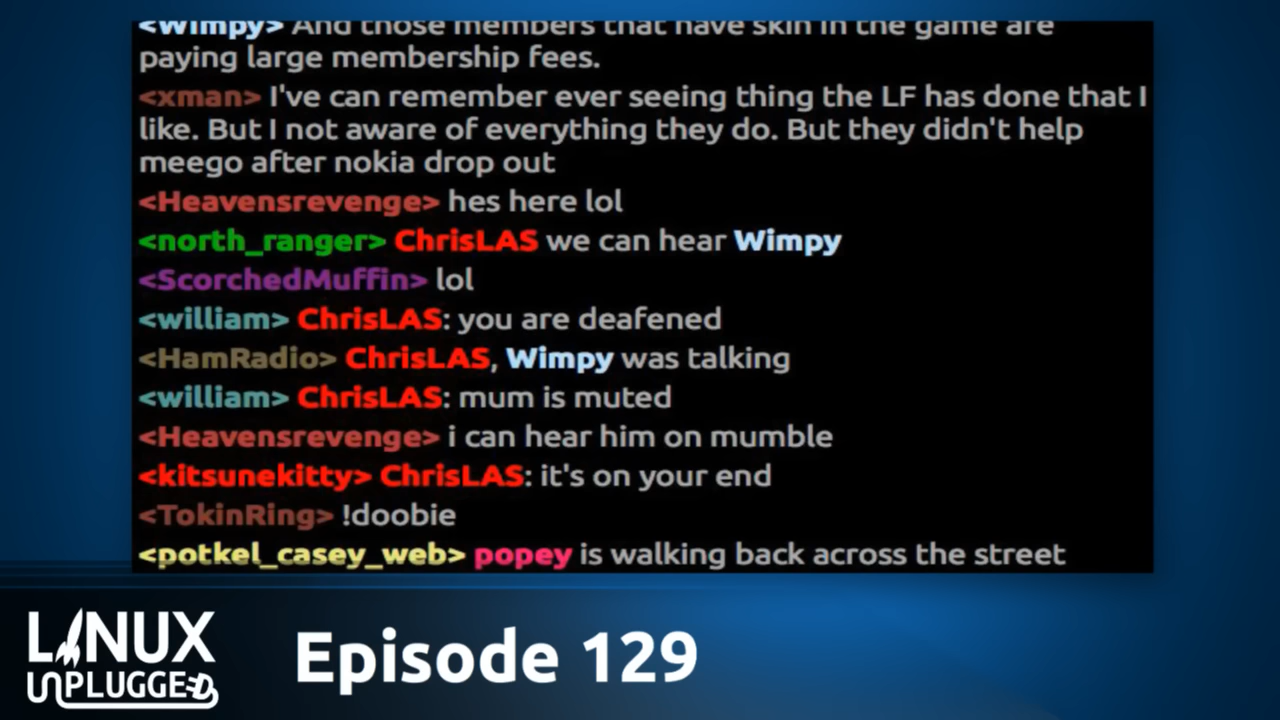 <Wimpy> And those members that have skin in the game are
paying large membership fees.
<xman> I've can remember ever seeing thing the LF has done that I
like. But I not aware of everything they do. But they didn't help
meego after nokia drop out
<Heavensrevenge> hes here lol
<north_ranger> ChrisLAS we can hear Wimpy
<ScorchedMuffin> lol
<william> ChrisLAS: you are deafened
<HamRadio> ChrisLAS, Wimpy was talking
<william> ChrisLAS: mum is muted
<Heavensrevenge> i can hear him on mumble
<kitsunekitty> ChrisLAS: it's on your end
<TokinRing> !doobie
<potkel_casey_web> popey is walking back across the street
LINUX
UNPLUGGED
Episode 129